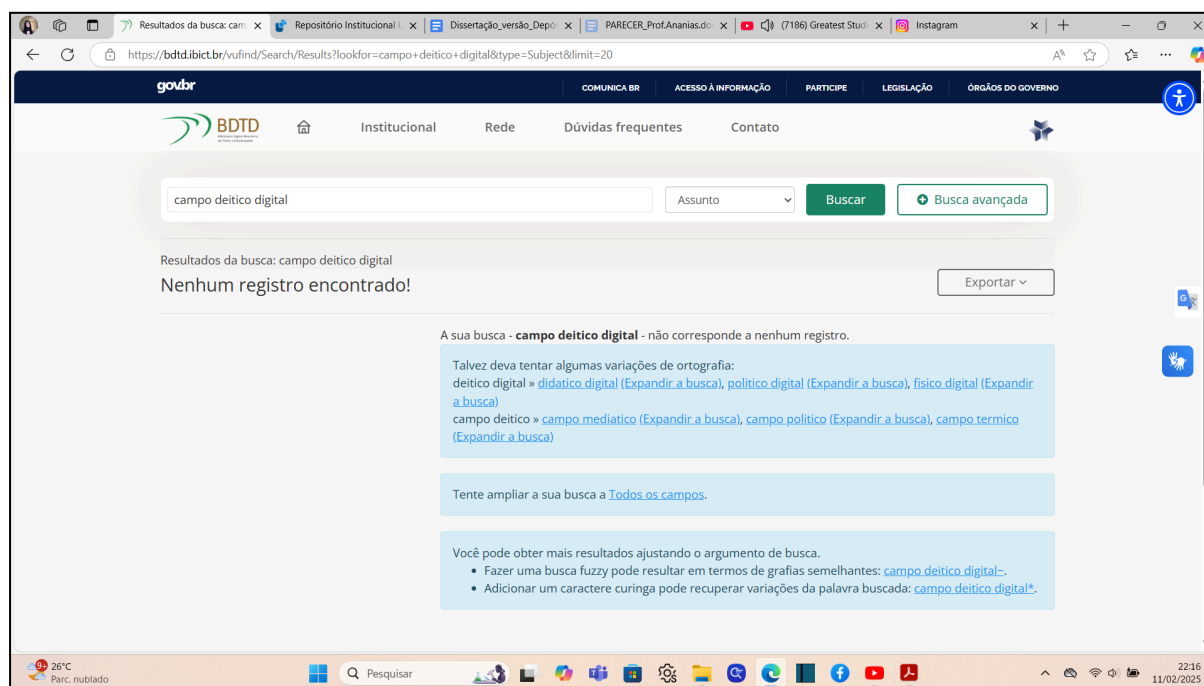 Resultados da busca: cam
Repositório Institucional
Dissertação_versão_Depó
PARECER_Prof.Ananias.do
(7186) Greatest Studi
Instagram
https://bdtd.ibict.br/vufind/Search/Results?lookfor=campo+deitico+digital&type=Subject&limit=20
gov.br
COMUNICA BR
ACESSO À INFORMAÇÃO
PARTICIPE
LEGISLAÇÃO
ÓRGÃOS DO GOVERNO
BDTD
Institucional
Rede
Dúvidas frequentes
Contato
campo deitico digital
Assunto
Buscar
Busca avançada
Resultados da busca: campo deitico digital
Nenhum registro encontrado!
Exportar
A sua busca - campo deitico digital - não corresponde a nenhum registro.
Talvez deva tentar algumas variações de ortografia:
deitico digital » didatico digital (Expandir a busca), politico digital (Expandir a busca), fisico digital (Expandir
a busca)
campo deitico » campo mediatico (Expandir a busca), campo politico (Expandir a busca), campo termico
(Expandir a busca)
Tente ampliar a sua busca a Todos os campos.
Você pode obter mais resultados ajustando o argumento de busca.
• Fazer uma busca fuzzy pode resultar em termos de grafias semelhantes: campo deitico digital~.
• Adicionar um caractere curinga pode recuperar variações da palavra buscada: campo deitico digital*.
9+
26°C
Parc. nublado
Pesquisar
22:16
11/02/2025